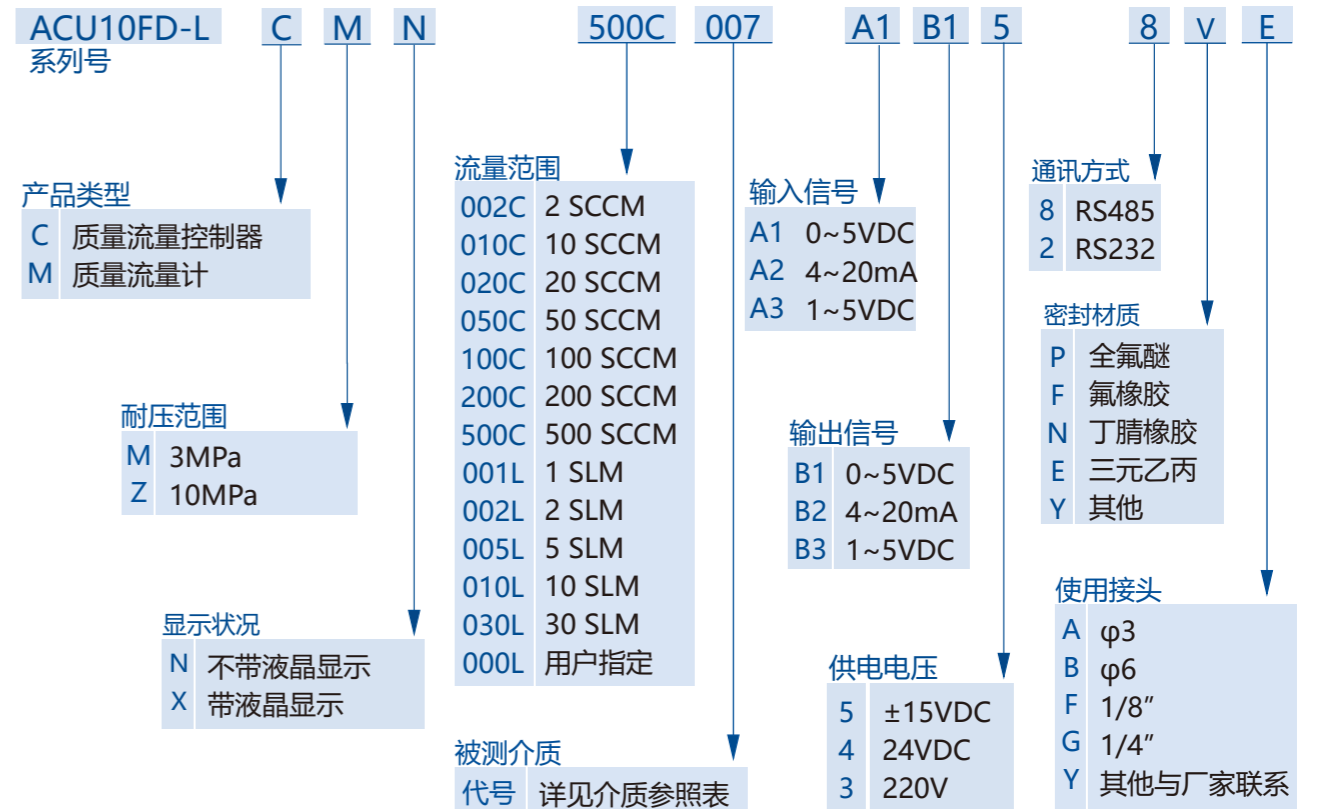 ACU10FD-L C M N 500C 007 A1 B1 5 8 V E
系列号
产品类型
C 质量流量控制器
M 质量流量计
耐压范围
M 3MPa
Z 10MPa
显示状况
N 不带液晶显示
X 带液晶显示
流量范围
002C 2 SCCM
010C 10 SCCM
020C 20 SCCM
050C 50 SCCM
100C 100 SCCM
200C 200 SCCM
500C 500 SCCM
001L 1 SLM
002L 2 SLM
005L 5 SLM
010L 10 SLM
030L 30 SLM
000L 用户指定
被测介质
代号 详见介质参照表
输入信号
A1 0~5VDC
A2 4~20mA
A3 1~5VDC
输出信号
B1 0~5VDC
B2 4~20mA
B3 1~5VDC
供电电压
5 ±15VDC
4 24VDC
3 220V
通讯方式
8 RS485
2 RS232
密封材质
P 全氟醚
F 氟橡胶
N 丁腈橡胶
E 三元乙丙
Y 其他
使用接头
A φ3
B φ6
F 1/8″
G 1/4″
Y 其他与厂家联系